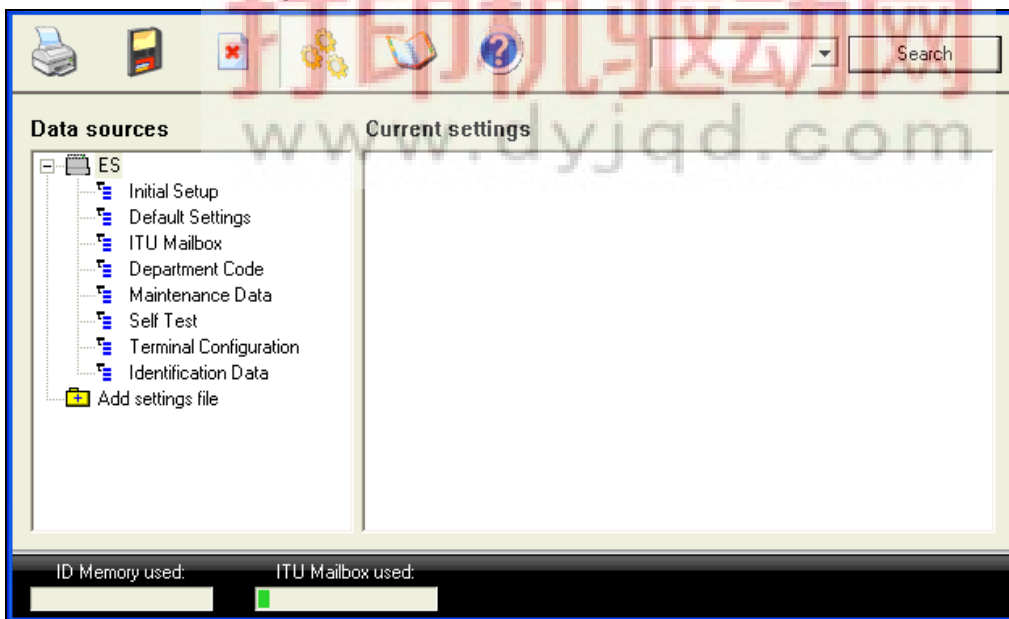 打印机驱动网
www.dyjqd.com
Search
Data sources
Current settings
ES
Initial Setup
Default Settings
ITU Mailbox
Department Code
Maintenance Data
Self Test
Terminal Configuration
Identification Data
Add settings file
ID Memory used:
ITU Mailbox used: